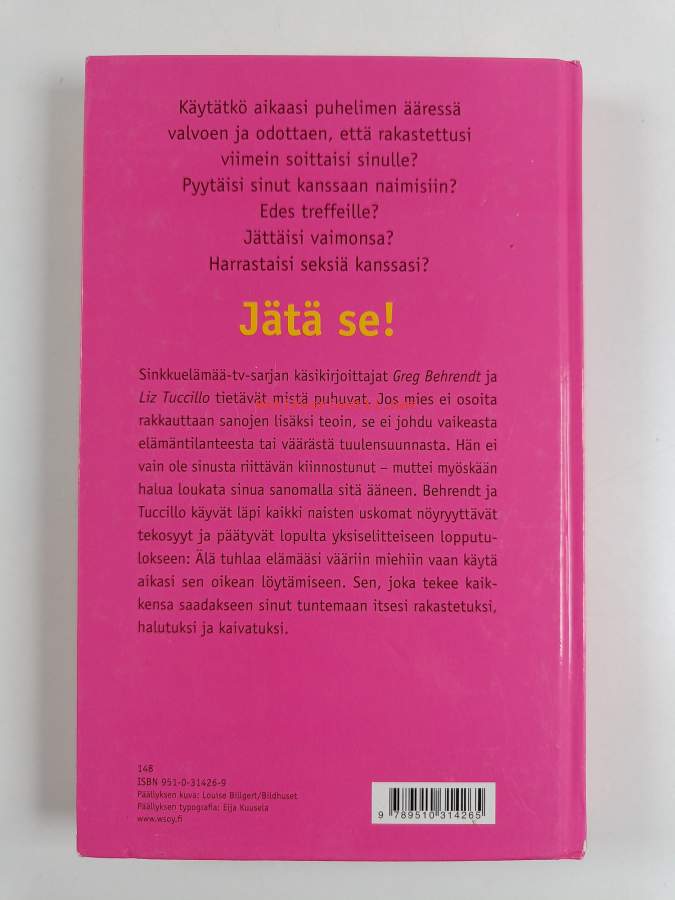 Käytätkö aikaasi puhelimen ääressä
valvoen ja odottaen, että rakastettusi
viimein soittaisi sinulle?
Pyytäisi sinut kanssaan naimisiin?
Edes treffeille?
Jättäisi vaimonsa?
Harrastaisi seksiä kanssasi?
Jätä se!
Sinkkuelämää-tv-sarjan käsikirjoittajat Greg Behrendt ja
Liz Tuccillo tietävät mistä puhuvat. Jos mies ei osoita
rakkauttaan sanojen lisäksi teoin, se ei johdu vaikeasta
elämäntilanteesta tai väärästä tuulensuunnasta. Hän ei
vain ole sinusta riittävän kiinnostunut – muttei myöskään
halua loukata sinua sanomalla sitä ääneen. Behrendt ja
Tuccillo käyvät läpi kaikki naisten uskomat nöyryyttävät
tekosyyt ja päätyvät lopulta yksiselitteiseen lopputu-
lokseen: Älä tuhlaa elämääsi vääriin miehiin vaan käytä
aikasi sen oikean löytämiseen. Sen, joka tekee kaik-
kensa saadakseen sinut tuntemaan itsesi rakastetuksi,
halutuksi ja kaivatuksi.
148
ISBN 951-0-31426-9
Päällyksen kuva: Louise Billgert/Bildhuset
Päällyksen typografia: Eija Kuusela
www.wsoy.fi
9 789510 314265